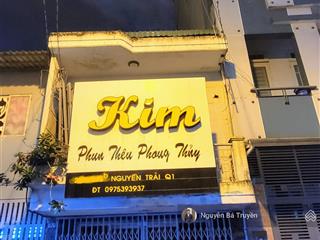 Kim
Phun Thêu Phong Thủy
NGUYỄN TRÃI Q1
ĐT 0975393937
Nguyễn Bá Truyền